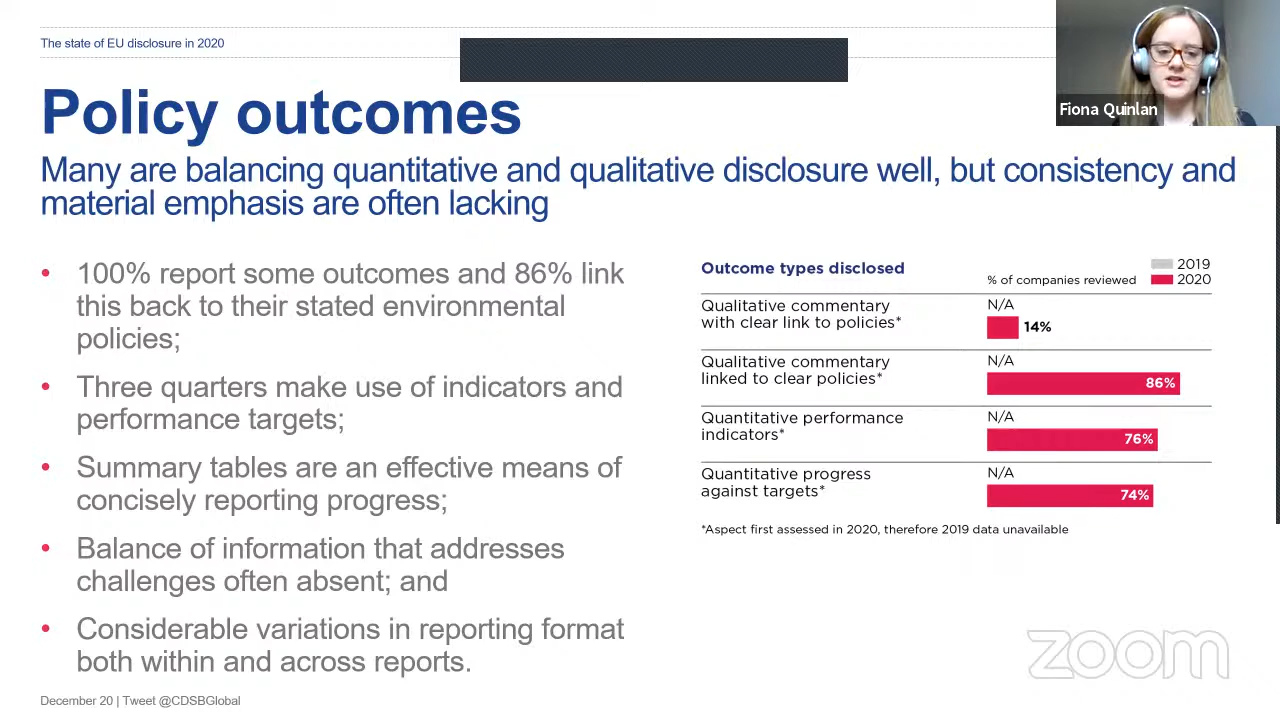 The state of EU disclosure in 2020
Fiona Quinlan
Policy outcomes
Many are balancing quantitative and qualitative disclosure well, but consistency and
material emphasis are often lacking
• 100% report some outcomes and 86% link
this back to their stated environmental
policies;
• Three quarters make use of indicators and
performance targets;
• Summary tables are an effective means of
concisely reporting progress;
• Balance of information that addresses
challenges often absent; and
• Considerable variations in reporting format
both within and across reports.
Outcome types disclosed
% of companies reviewed
2019
2020
Qualitative commentary
with clear link to policies*
N/A
14%
Qualitative commentary
linked to clear policies*
N/A
86%
Quantitative performance
indicators*
N/A
76%
Quantitative progress
against targets*
N/A
74%
*Aspect first assessed in 2020, therefore 2019 data unavailable
zoom
December 20 | Tweet @CDSBGlobal